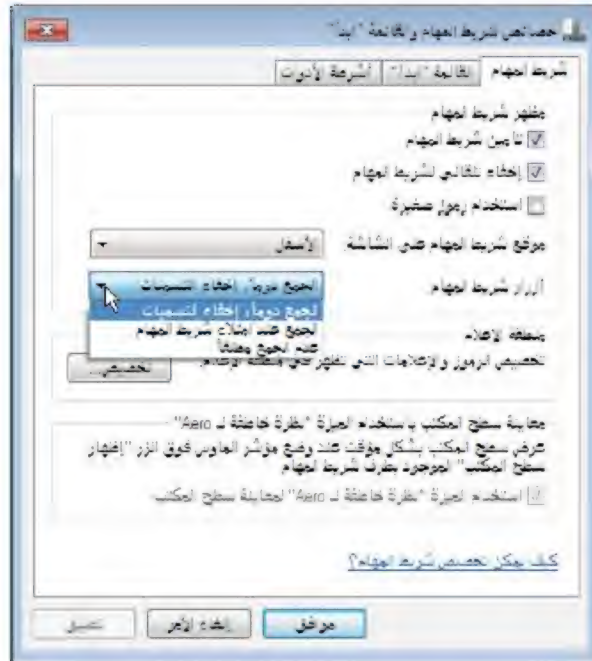 خصائص شريط المهام والقائمة "ابدأ"
شريط المهام
القائمة "ابدأ"
أشرطة الأدوات
مظهر شريط المهام
تأمين شريط المهام
إخفاء تلقائي لشريط المهام
استخدام رموز صغيرة
موقع شريط المهام على الشاشة
الأسفل
أزرار شريط المهام
الجمع دوماً، إخفاء التسميات
الجمع دوماً، إخفاء التسميات
الجمع عند امتلاء شريط المهام
عدم الجمع مطلقاً
منطقة الإعلام
تخصيص الرموز والإعلامات التي تظهر في منطقة الإعلام.
تخصيص...
معاينة سطح المكتب باستخدام الميزة "نظرة خاطفة لـ Aero"
عرض سطح المكتب بشكل مؤقت عند وضع مؤشر الماوس فوق الزر "إظهار
سطح المكتب" الموجود بطرف شريط المهام
استخدام الميزة "نظرة خاطفة لـ Aero" لمعاينة سطح المكتب
كيف يمكن تخصيص شريط المهام؟
موافق
إلغاء الأمر
تطبيق